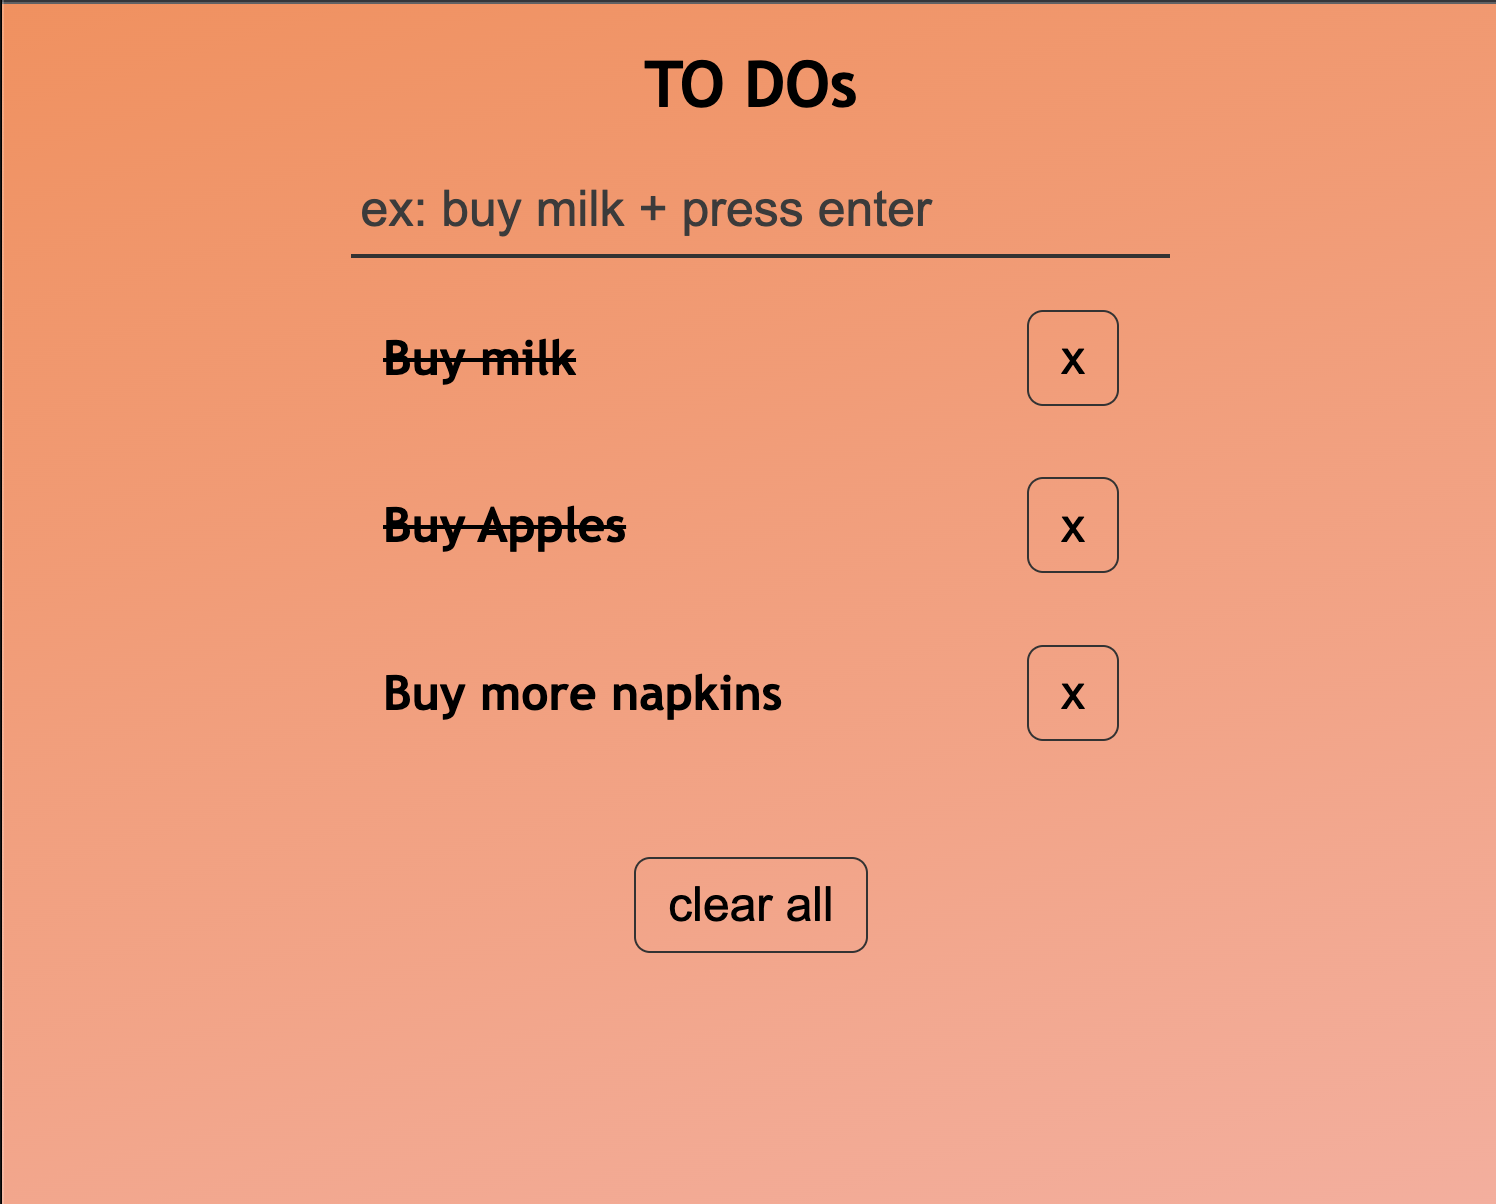 TO DOs
ex: buy milk + press enter
Buy milk
x
Buy Apples
x
Buy more napkins
x
clear all